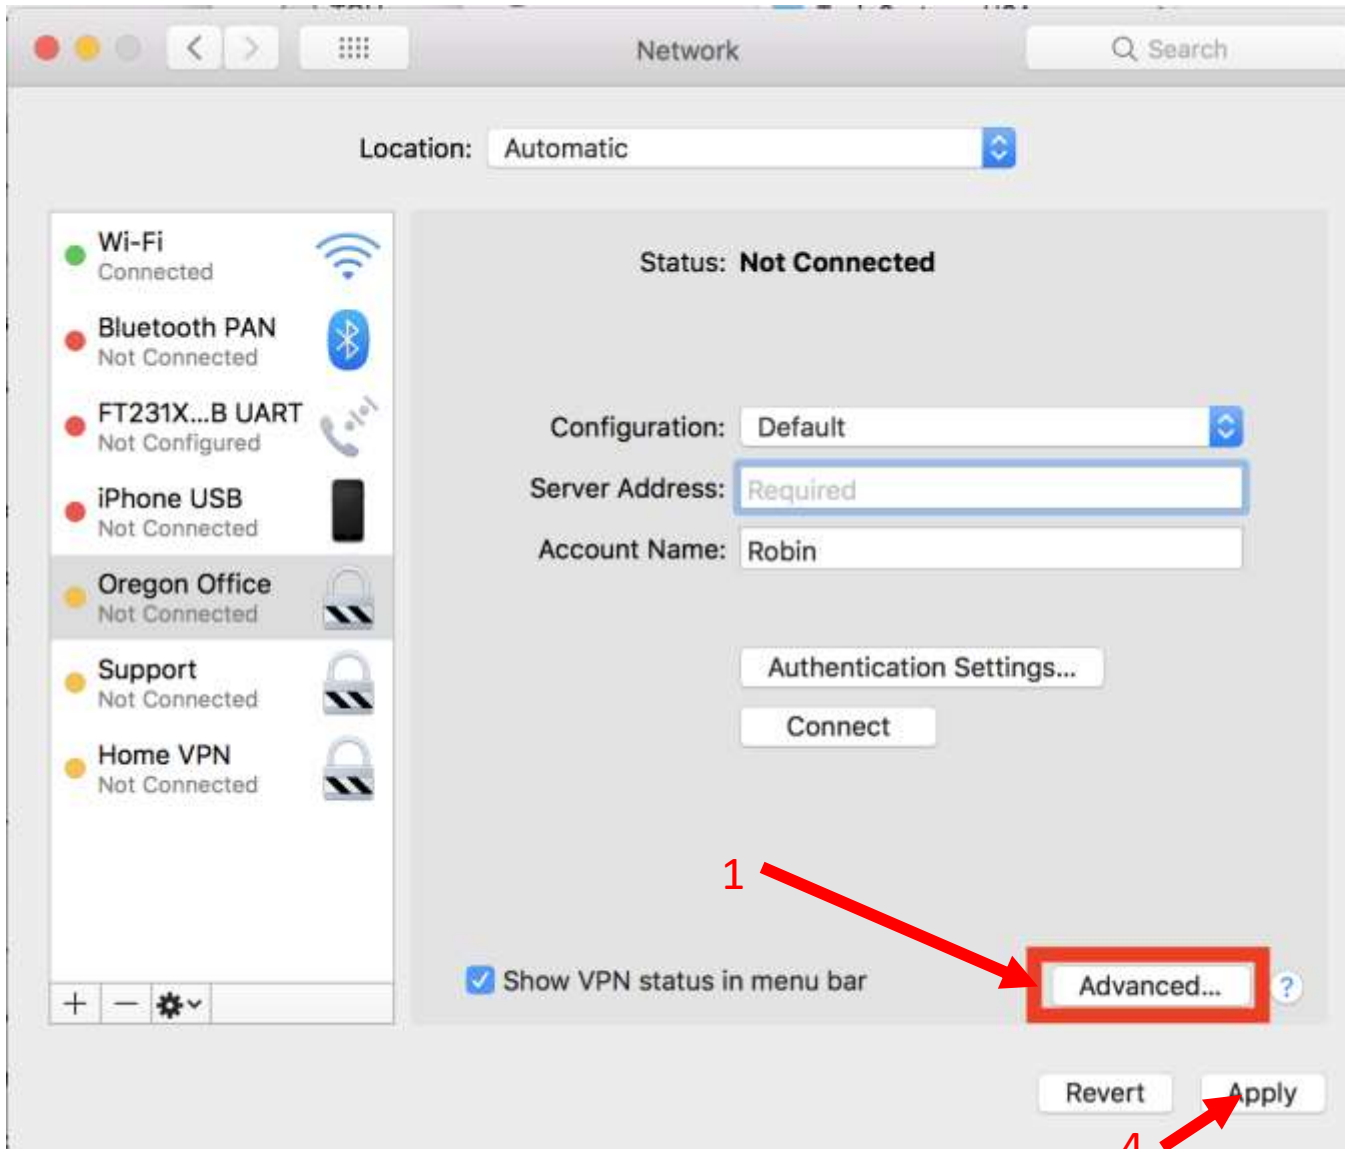 Network
Search
Location: Automatic
Wi-Fi
Connected
Bluetooth PAN
Not Connected
FT231X...B UART
Not Configured
iPhone USB
Not Connected
Oregon Office
Not Connected
Support
Not Connected
Home VPN
Not Connected
Status: Not Connected
Configuration: Default
Server Address: Required
Account Name: Robin
Authentication Settings...
Connect
1
Show VPN status in menu bar
Advanced...
?
Revert
Apply
4